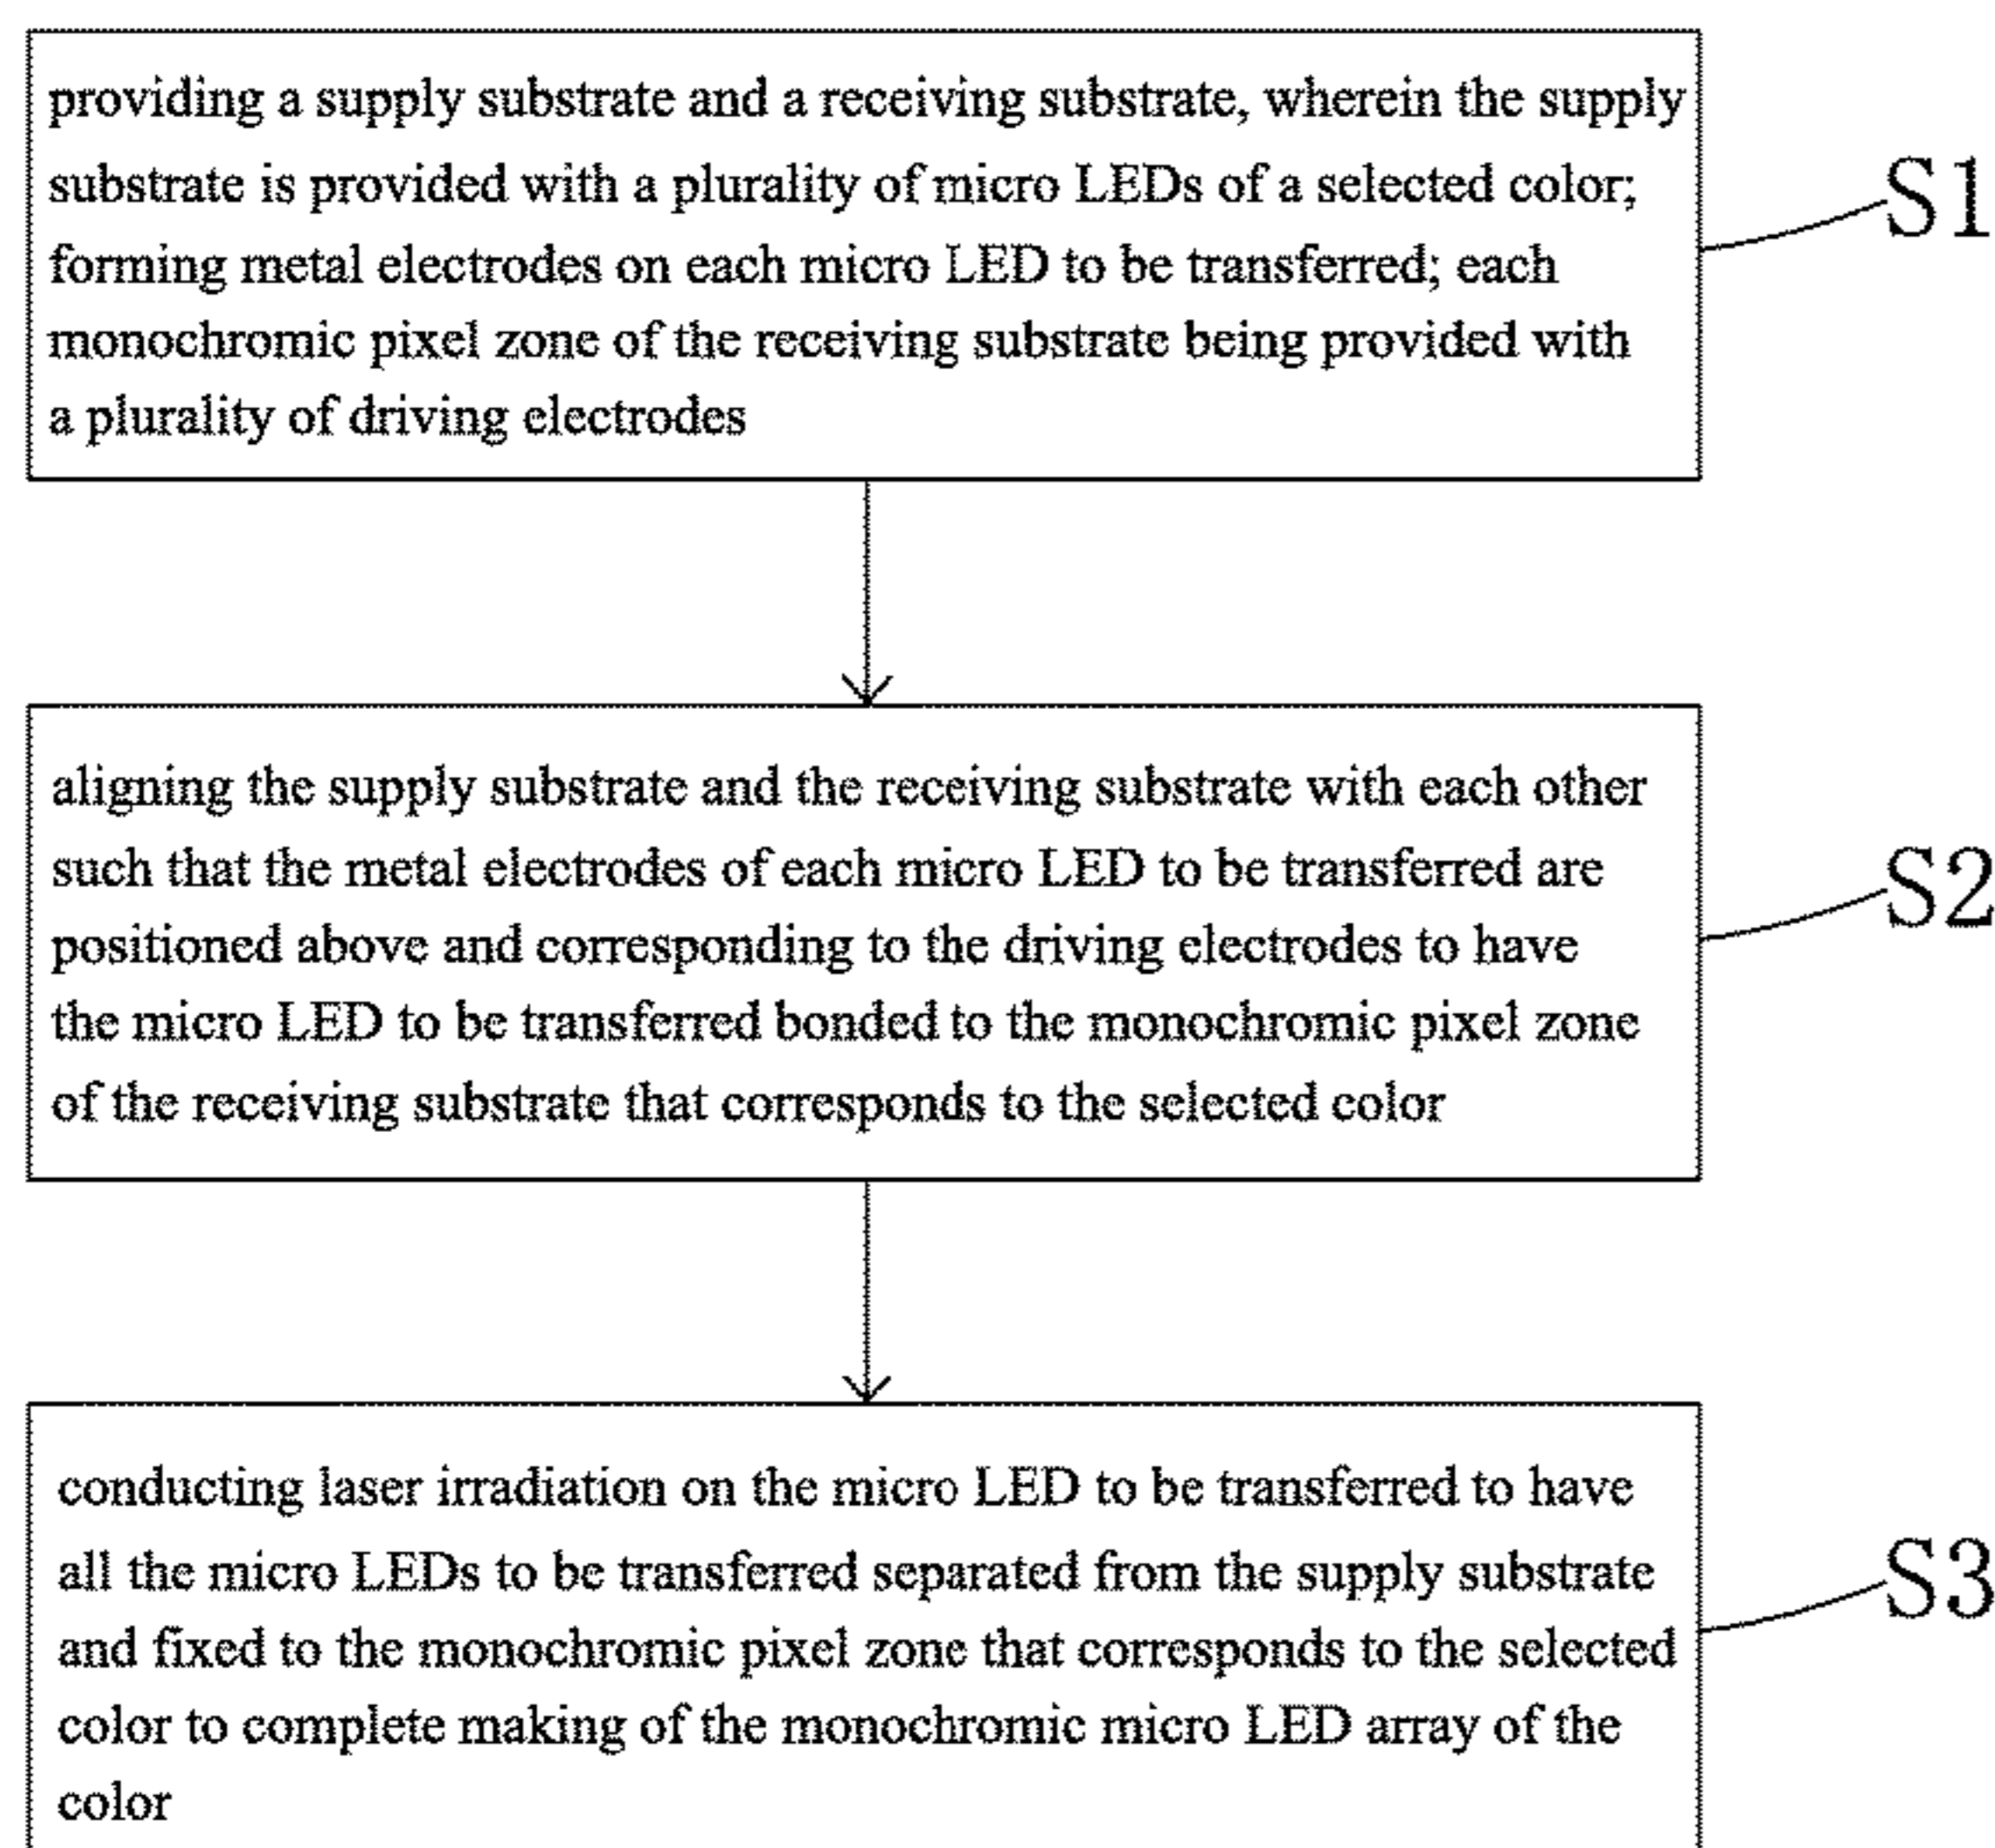 providing a supply substrate and a receiving substrate, wherein the supply
substrate is provided with a plurality of micro LEDs of a selected color;
forming metal electrodes on each micro LED to be transferred; each
monochromic pixel zone of the receiving substrate being provided with
a plurality of driving electrodes
S1
aligning the supply substrate and the receiving substrate with each other
such that the metal electrodes of each micro LED to be transferred are
positioned above and corresponding to the driving electrodes to have
the micro LED to be transferred bonded to the monochromic pixel zone
of the receiving substrate that corresponds to the selected color
S2
conducting laser irradiation on the micro LED to be transferred to have
all the micro LEDs to be transferred separated from the supply substrate
and fixed to the monochromic pixel zone that corresponds to the selected
color to complete making of the monochromic micro LED array of the
color
S3